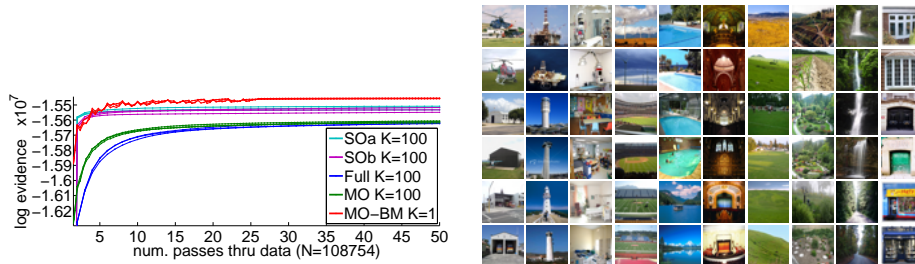 x10^7
log evidence
−1.55
−1.56
−1.57
−1.58
−1.59
−1.6
−1.61
−1.62
SOa K=100
SOb K=100
Full K=100
MO K=100
MO−BM K=1
5 10 15 20 25 30 35 40 45 50
num. passes thru data (N=108754)